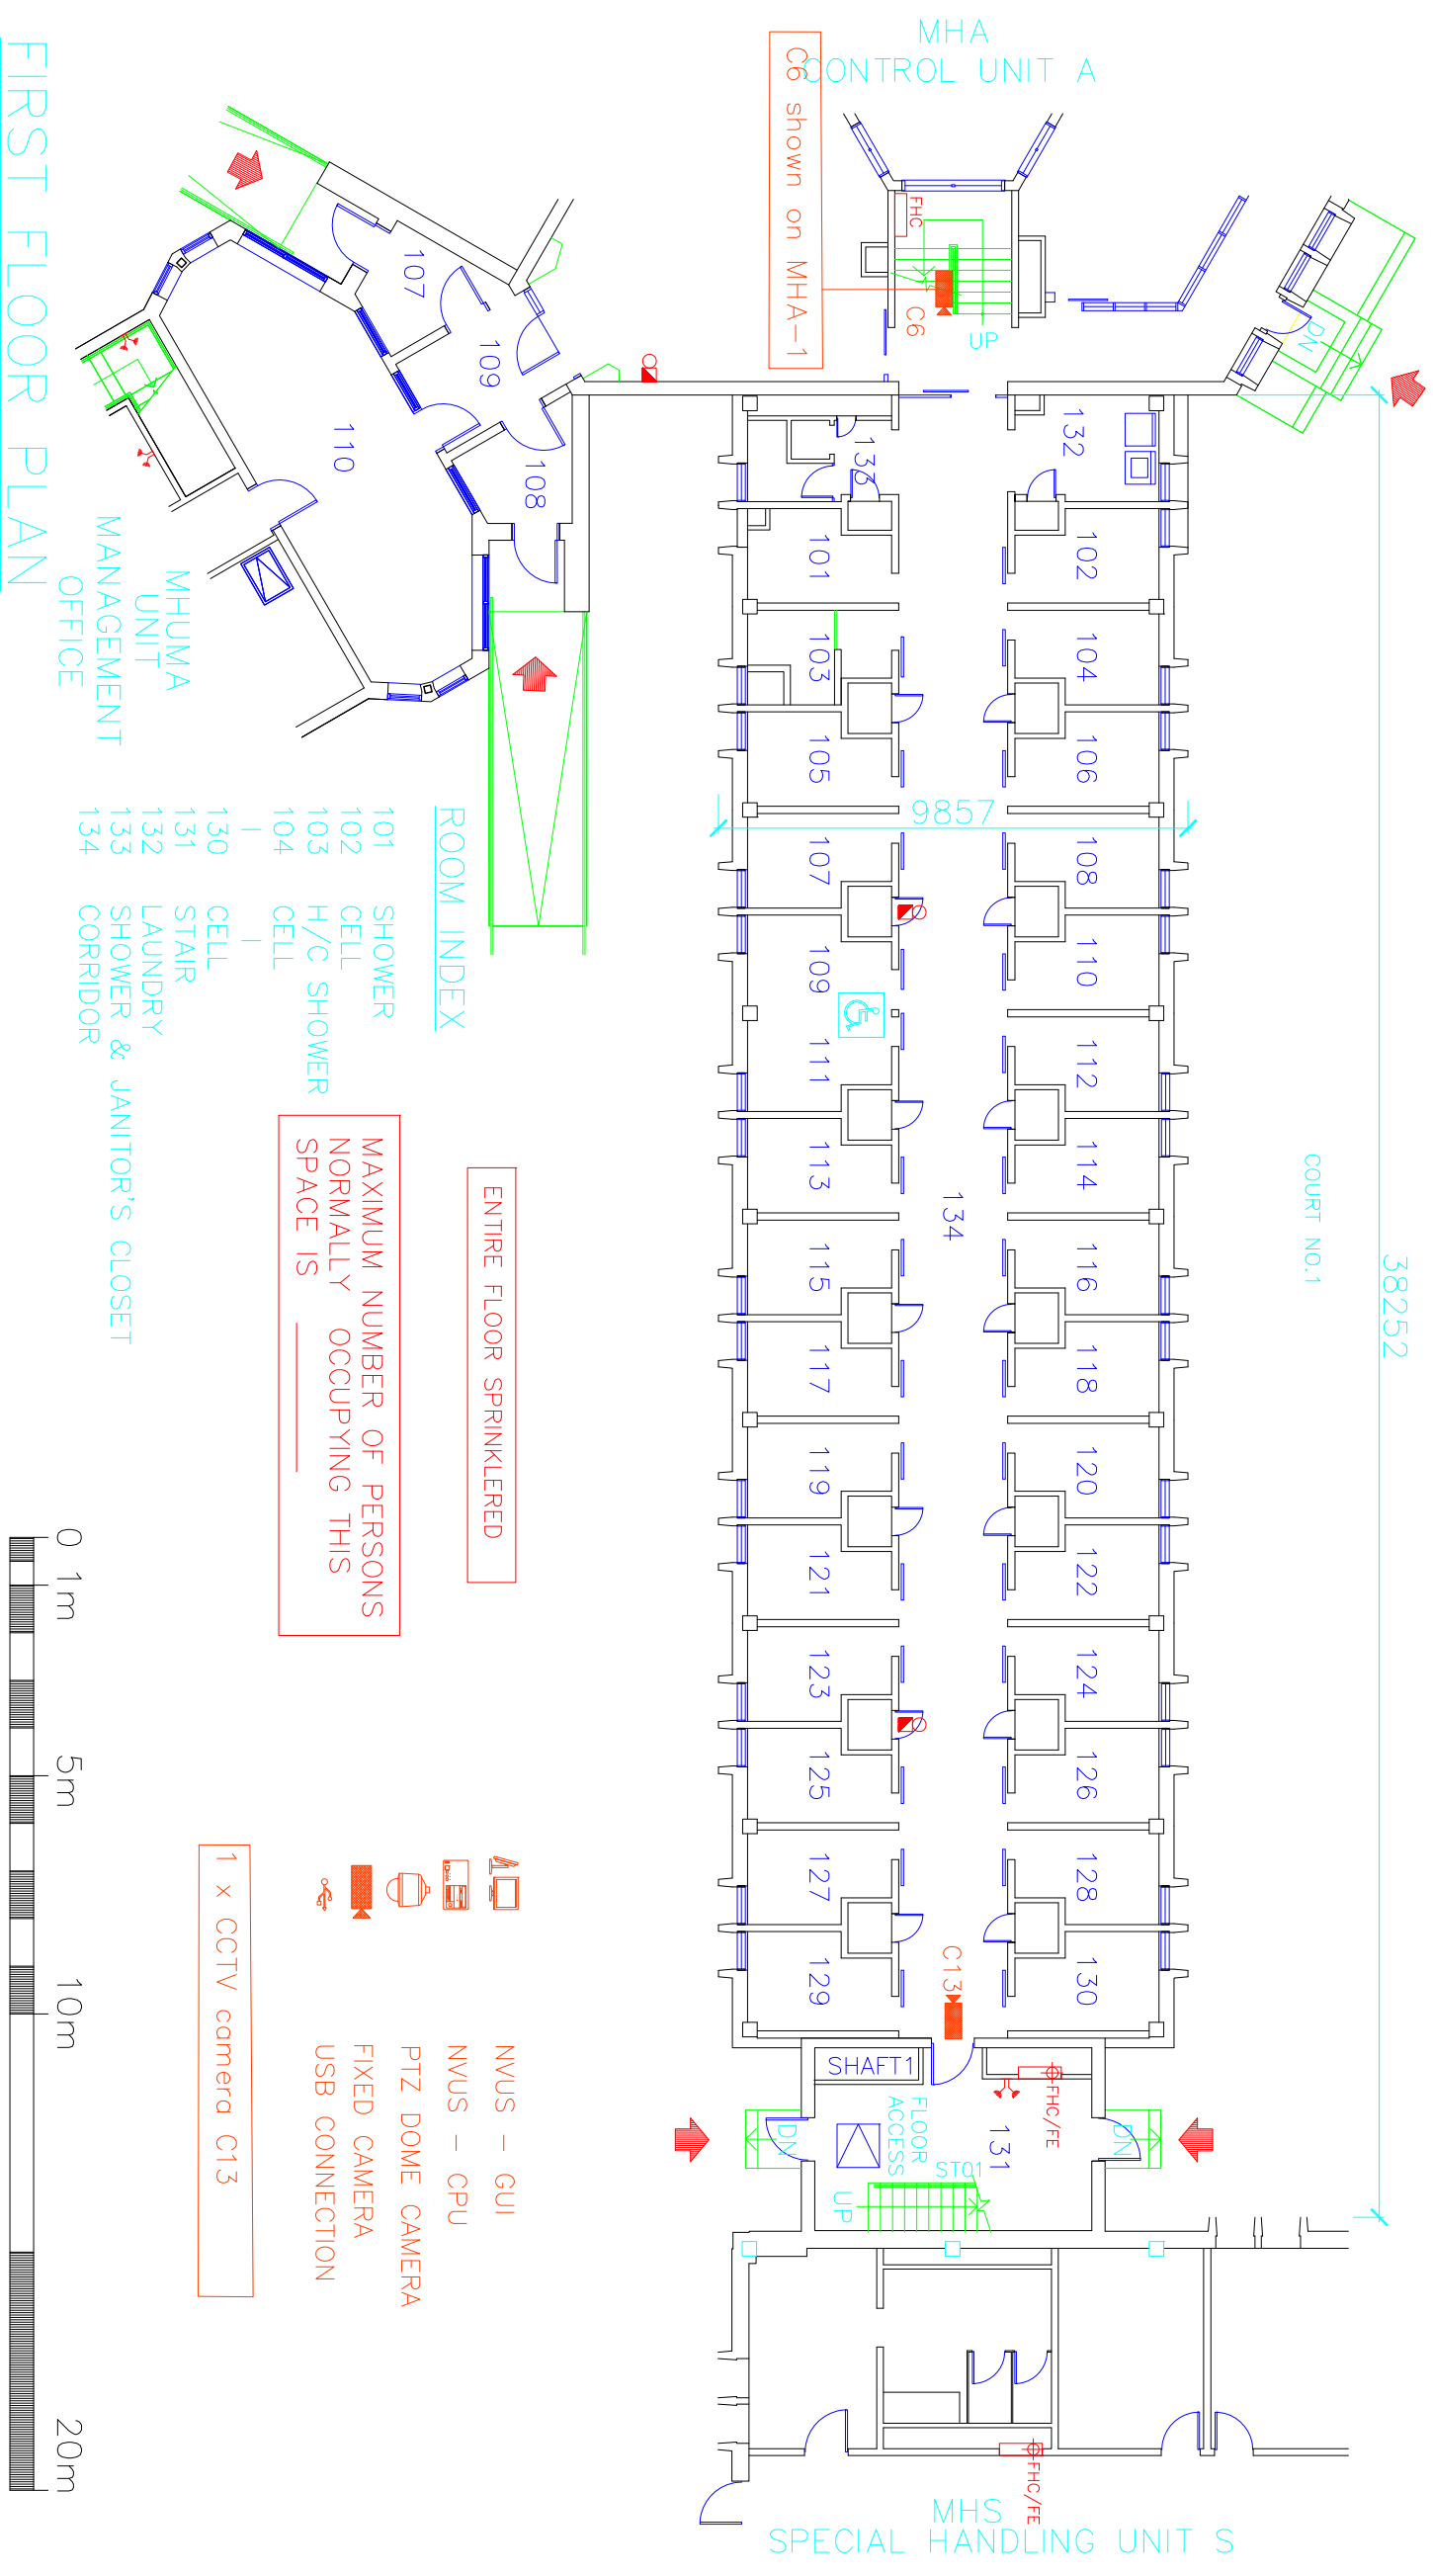 MHA
CONTROL UNIT A
C6 shown on MHA-1
FHC
C6
UP
DN
38252
COURT NO.1
9857
132
133
102
104
106
108
110
112
114
116
118
120
122
124
126
128
130
134
101
103
105
107
109
111
113
115
117
119
121
123
125
127
129
C13
SHAFT1
FHC/FE
131
FLOOR
ACCESS
ST01
UP
DN
DN
FHC/FE
MHS
SPECIAL HANDLING UNIT S
107
109
108
110
MHUMA
UNIT
MANAGEMENT
OFFICE
ROOM INDEX
101 SHOWER
102 CELL
103 H/C SHOWER
104 CELL
| |
130 CELL
131 STAIR
132 LAUNDRY
133 SHOWER & JANITOR'S CLOSET
134 CORRIDOR
ENTIRE FLOOR SPRINKLERED
MAXIMUM NUMBER OF PERSONS
NORMALLY OCCUPYING THIS
SPACE IS
NVUS - GUI
NVUS - CPU
PTZ DOME CAMERA
FIXED CAMERA
USB CONNECTION
1 x CCTV camera C13
FIRST FLOOR PLAN
0 1m 5m 10m 20m